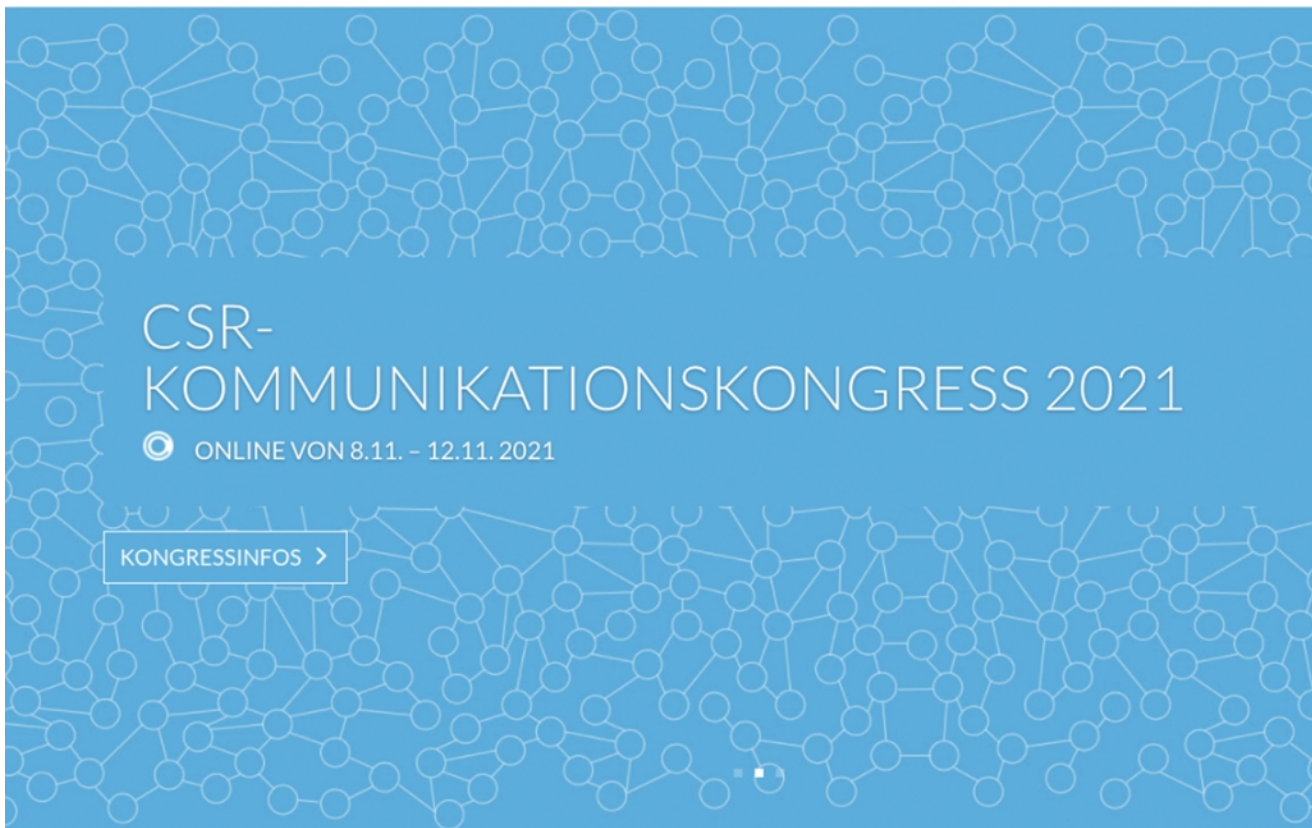 CSR-
KOMMUNIKATIONSKONGRESS 2021
ONLINE VON 8.11. – 12.11. 2021
KONGRESSINFOS